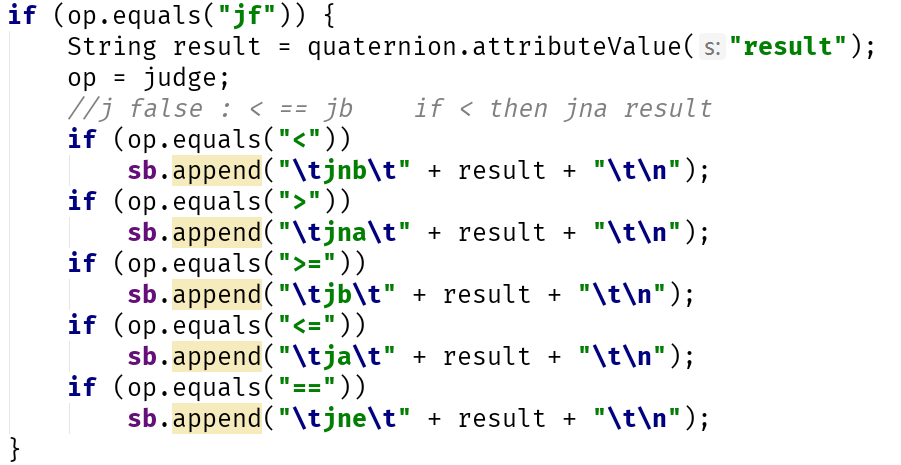 if (op.equals("jf")) {
    String result = quaternion.attributeValue( s: "result");
    op = judge;
    //j false : < == jb    if < then jna result
    if (op.equals("<"))
        sb.append("\tjnb\t" + result + "\t\n");
    if (op.equals(">"))
        sb.append("\tjna\t" + result + "\t\n");
    if (op.equals(">="))
        sb.append("\tjb\t" + result + "\t\n");
    if (op.equals("<="))
        sb.append("\tja\t" + result + "\t\n");
    if (op.equals("=="))
        sb.append("\tjne\t" + result + "\t\n");
}